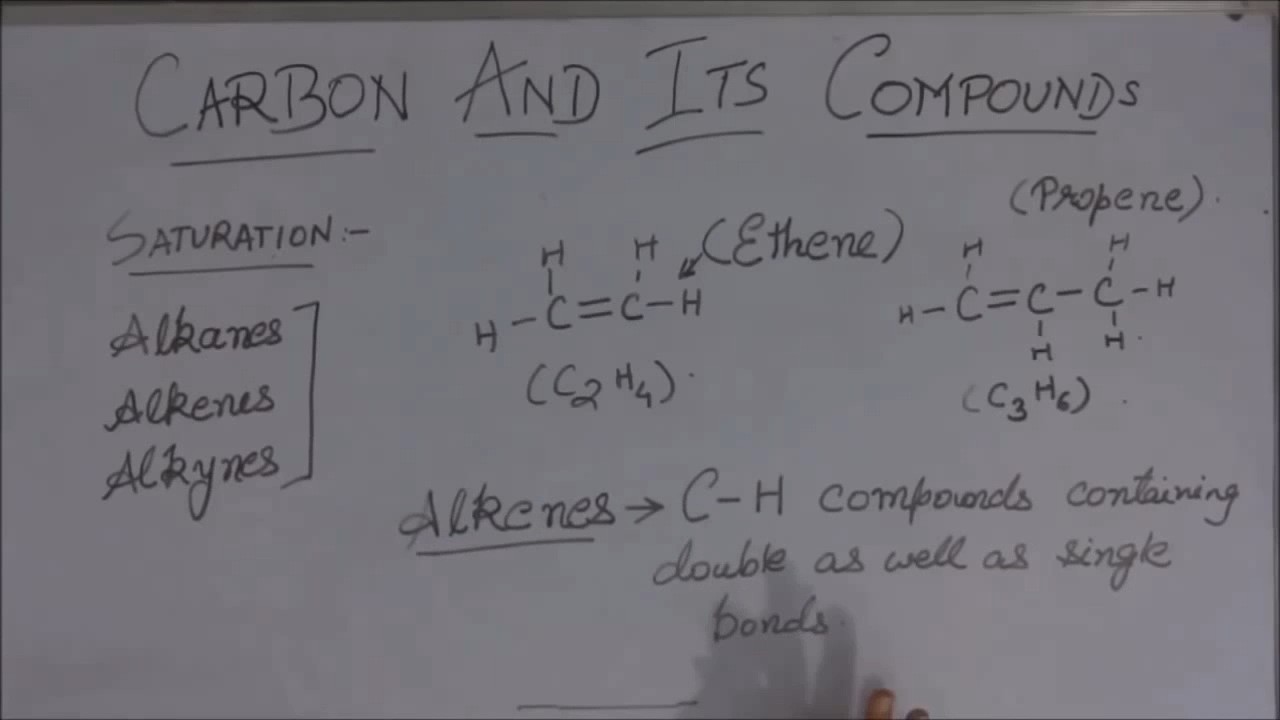 CARBON AND ITS COMPOUNDS
SATURATION:-
Alkanes
Alkenes
Alkynes
(Ethene)
H H
H-C=C-H
(C2H4).
(Propene).
H H
H-C=C-C-H
H H
(C3H6).
Alkenes → C-H compounds containing
double as well as single
bonds.